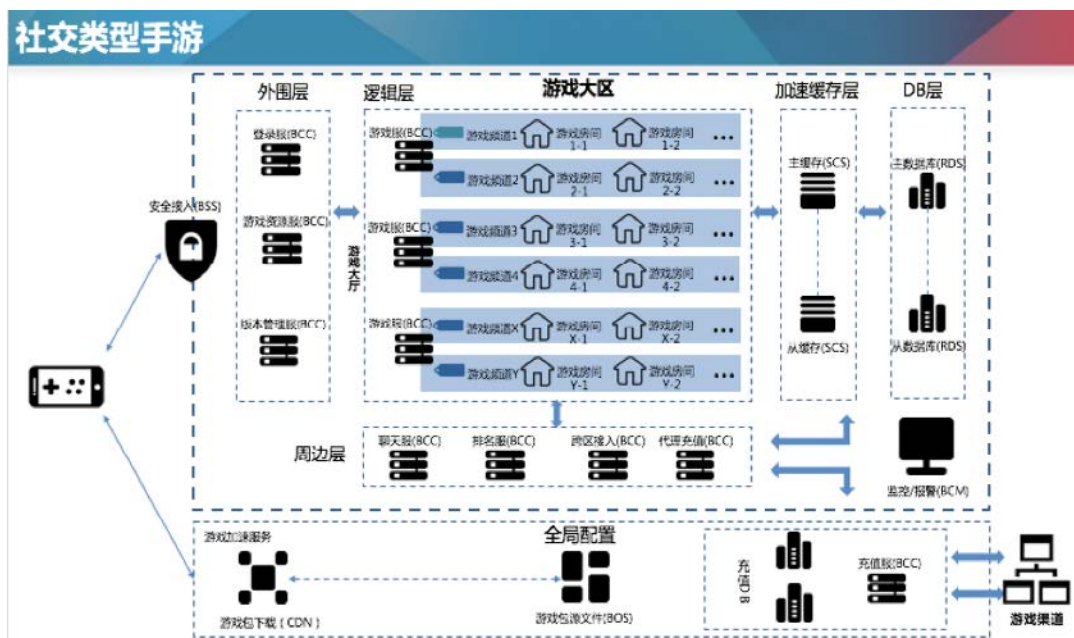 社交类型手游
外围层
逻辑层
游戏大区
加速缓存层
DB层
登录服(BCC)
游戏资源服(BCC)
版本管理服(BCC)
安全接入(BSS)
游戏大厅
游戏服(BCC)
游戏频道1
游戏房间
1-1
游戏房间
1-2
...
游戏频道2
游戏房间
2-1
游戏房间
2-2
...
游戏服(BCC)
游戏频道3
游戏房间
3-1
游戏房间
3-2
...
游戏频道4
游戏房间
4-1
游戏房间
4-2
...
游戏服(BCC)
游戏频道X
游戏房间
X-1
游戏房间
X-2
...
游戏频道Y
游戏房间
Y-1
游戏房间
Y-2
...
主缓存(SCS)
从缓存(SCS)
主数据库(RDS)
从数据库(RDS)
周边层
聊天服(BCC)
排名服(BCC)
跨区接入(BCC)
代理充值(BCC)
监控/报警(BCM)
游戏加速服务
全局配置
游戏包下载(CDN)
游戏包源文件(BOS)
充值DB
充值服(BCC)
游戏渠道